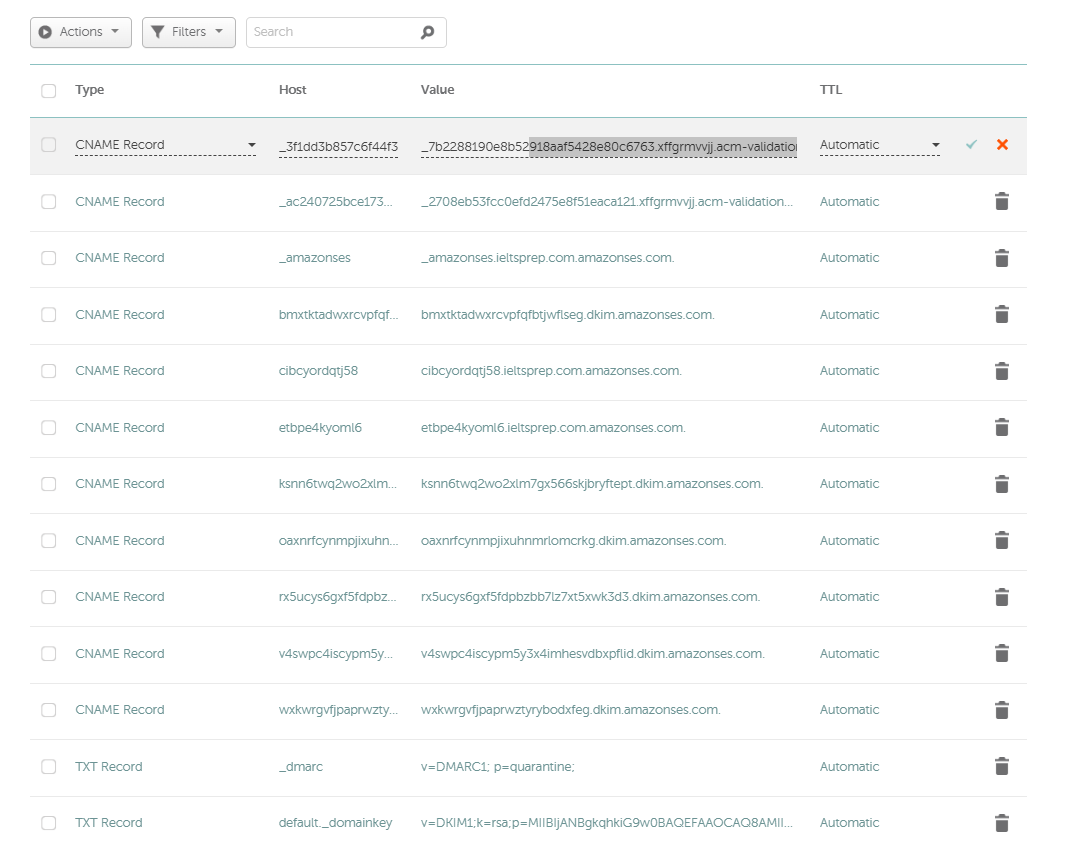 Actions Filters Search
Type Host Value TTL
CNAME Record _3f1dd3b857c6f44f3 _7b2288190e8b52918aaf5428e80c6763.xffgrmvvjj.acm-validation Automatic
CNAME Record _ac240725bce173... _2708eb53fcc0efd2475e8f51eaca121.xffgrmvvjj.acm-validation... Automatic
CNAME Record _amazonses _amazonses.ieltsprep.com.amazonses.com. Automatic
CNAME Record bmxtktadwxrcvpfqf... bmxtktadwxrcvpfqfbtjwflseg.dkim.amazonses.com. Automatic
CNAME Record cibcyordqtj58 cibcyordqtj58.ieltsprep.com.amazonses.com. Automatic
CNAME Record etbpe4kyoml6 etbpe4kyoml6.ieltsprep.com.amazonses.com. Automatic
CNAME Record ksnn6twq2wo2xlm... ksnn6twq2wo2xlm7gx566skjbryftept.dkim.amazonses.com. Automatic
CNAME Record oaxnrfcynmpjixuhn... oaxnrfcynmpjixuhnmrlomcrkg.dkim.amazonses.com. Automatic
CNAME Record rx5ucys6gxf5fdpbz... rx5ucys6gxf5fdpbzbb7lz7xt5xwk3d3.dkim.amazonses.com. Automatic
CNAME Record v4swpc4iscypm5y... v4swpc4iscypm5y3x4imhesvdbxpflid.dkim.amazonses.com. Automatic
CNAME Record wxkwrgvfjpaprwzty... wxkwrgvfjpaprwztyrybodxfeg.dkim.amazonses.com. Automatic
TXT Record _dmarc v=DMARC1; p=quarantine; Automatic
TXT Record default._domainkey v=DKIM1;k=rsa;p=MIIBIjANBgkqhkiG9w0BAQEFAAOCAQ8AMII... Automatic